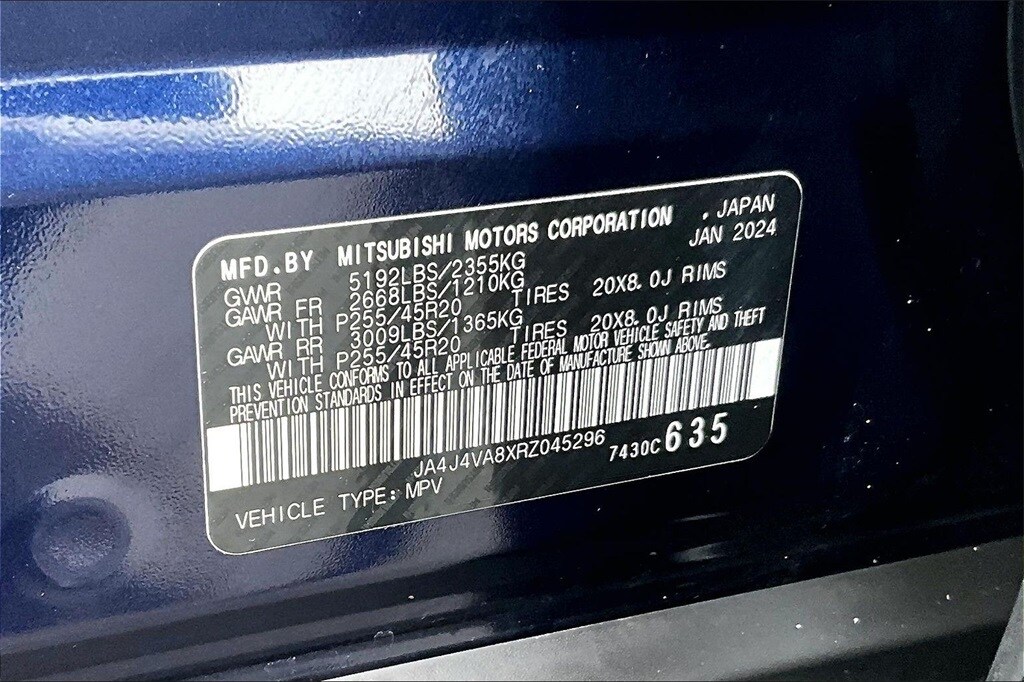 MFD.BY MITSUBISHI MOTORS CORPORATION . JAPAN
GVWR 5192LBS/2355KG JAN 2024
GAWR FR 2668LBS/1210KG
WITH P255/45R20 TIRES 20X8.0J RIMS
GAWR RR 3009LBS/1365KG
WITH P255/45R20 TIRES 20X8.0J RIMS
THIS VEHICLE CONFORMS TO ALL APPLICABLE FEDERAL MOTOR VEHICLE SAFETY AND THEFT
PREVENTION STANDARDS IN EFFECT ON THE DATE OF MANUFACTURE SHOWN ABOVE.
JA4J4VA8XRZ045296 7430C 635
VEHICLE TYPE: MPV